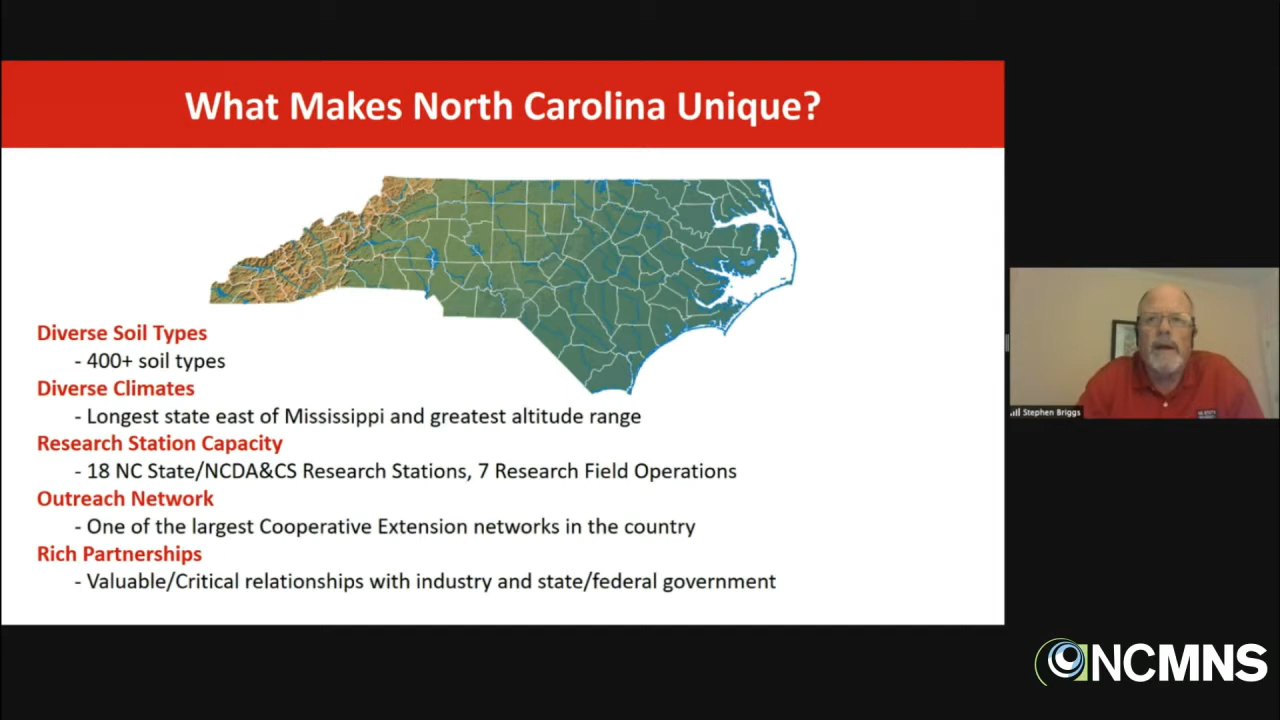 What Makes North Carolina Unique?
Diverse Soil Types
- 400+ soil types
Diverse Climates
- Longest state east of Mississippi and greatest altitude range
Research Station Capacity
- 18 NC State/NCDA&CS Research Stations, 7 Research Field Operations
Outreach Network
- One of the largest Cooperative Extension networks in the country
Rich Partnerships
- Valuable/Critical relationships with industry and state/federal government
Stephen Briggs
NCMNS